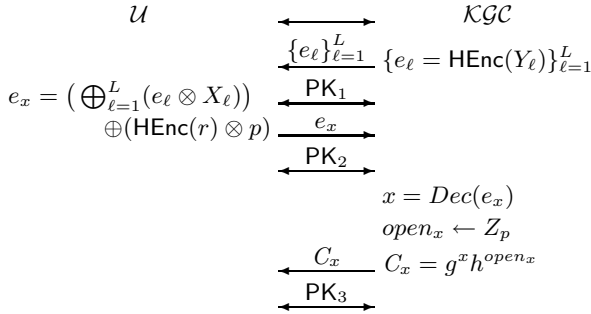 𝒰 𝒦𝒢𝒞
{e_ℓ}_{ℓ=1}^L {e_ℓ = HEnc(Y_ℓ)}_{ℓ=1}^L
e_x = (⊕_{ℓ=1}^L (e_ℓ ⊗ X_ℓ)) PK_1
⊕(HEnc(r) ⊗ p) e_x
PK_2
x = Dec(e_x)
open_x ← Z_p
C_x C_x = g^x h^{open_x}
PK_3